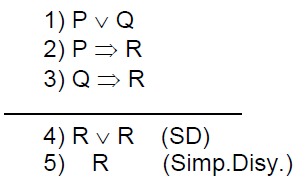 1) P ∨ Q
2) P ⇒ R
3) Q ⇒ R
4) R ∨ R (SD)
5) R (Simp.Disy.)